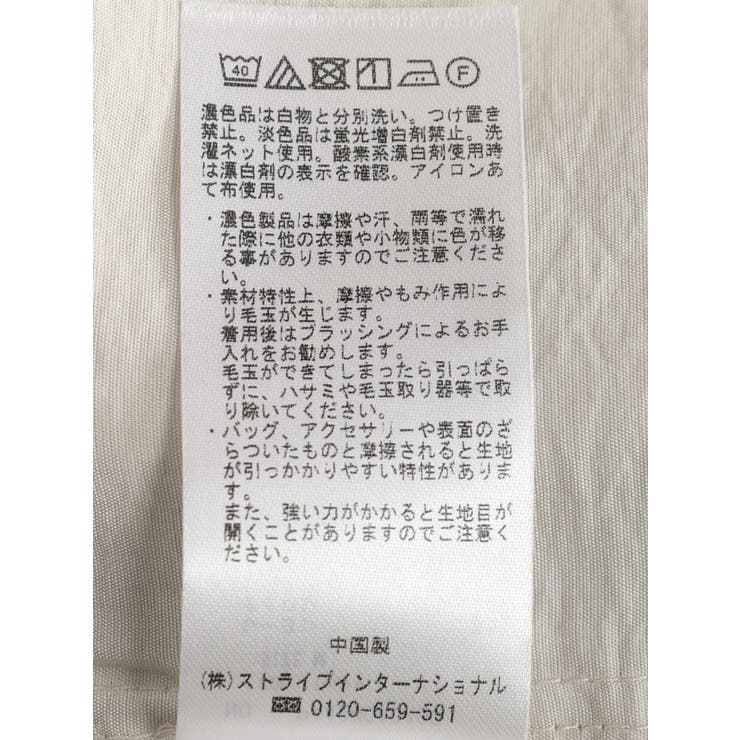 40 F
濃色品は白物と分別洗い。つけ置き
禁止。淡色品は蛍光増白剤禁止。洗
濯ネット使用。酸素系漂白剤使用時
は漂白剤の表示を確認。アイロンあ
て布使用。
・濃色製品は摩擦や汗、雨等で濡れ
た際に他の衣類や小物類に色が移
る事がありますのでご注意くださ
い。
・素材特性上、摩擦やもみ作用によ
り毛玉が生じます。
着用後はブラッシングによるお手
入れをお勧めします。
毛玉ができてしまったら引っぱら
ずに、ハサミや毛玉取り器等で取
り除いてください。
・バッグ、アクセサリーや表面のざ
らついたものと摩擦されると生地
が引っかかりやすい特性がありま
す。
また、強い力がかかると生地目が
開くことがありますのでご注意く
ださい。
中国製
(株)ストライプインターナショナル
0120-659-591